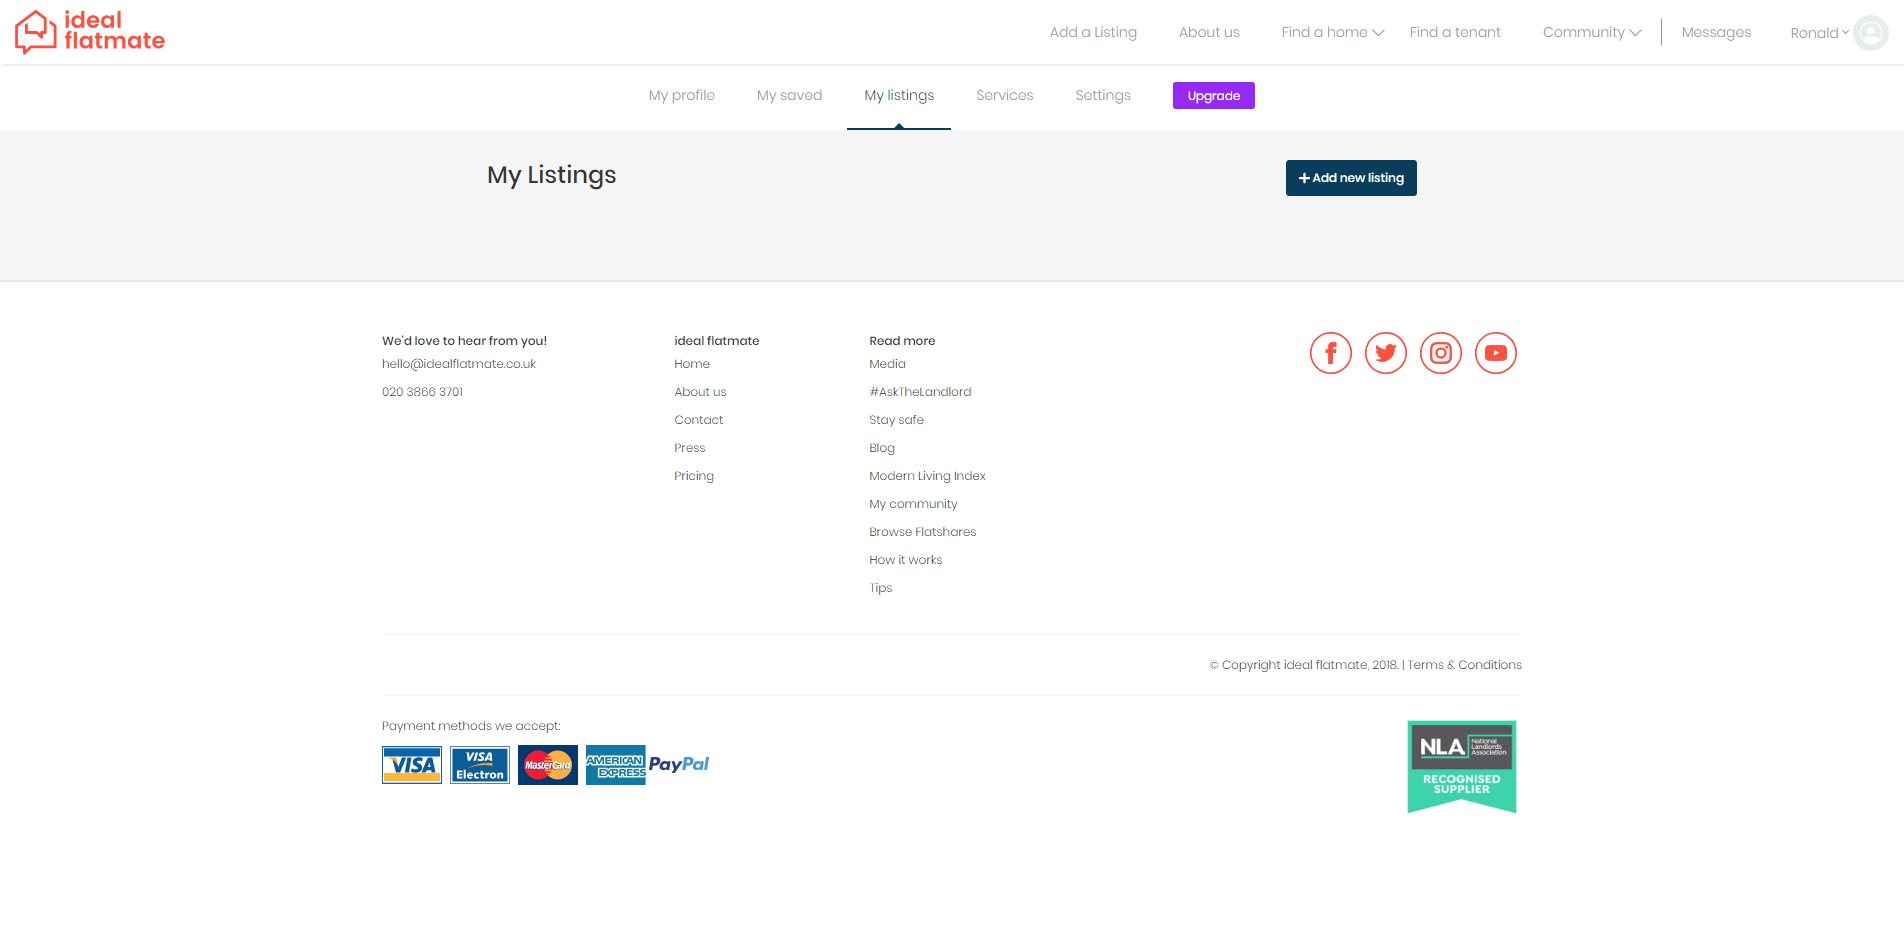 ideal
flatmate
Add a Listing
About us
Find a home
Find a tenant
Community
Messages
Ronald
My profile
My saved
My listings
Services
Settings
Upgrade
My Listings
+ Add new listing
We'd love to hear from you!
hello@idealflatmate.co.uk
020 3866 3701
ideal flatmate
Home
About us
Contact
Press
Pricing
Read more
Media
#AskTheLandlord
Stay safe
Blog
Modern Living Index
My community
Browse Flatshares
How it works
Tips
© Copyright ideal flatmate, 2018. | Terms & Conditions
Payment methods we accept:
VISA
VISA
Electron
MasterCard
AMERICAN
EXPRESS
PayPal
NLA
National
Landlords
Association
RECOGNISED
SUPPLIER